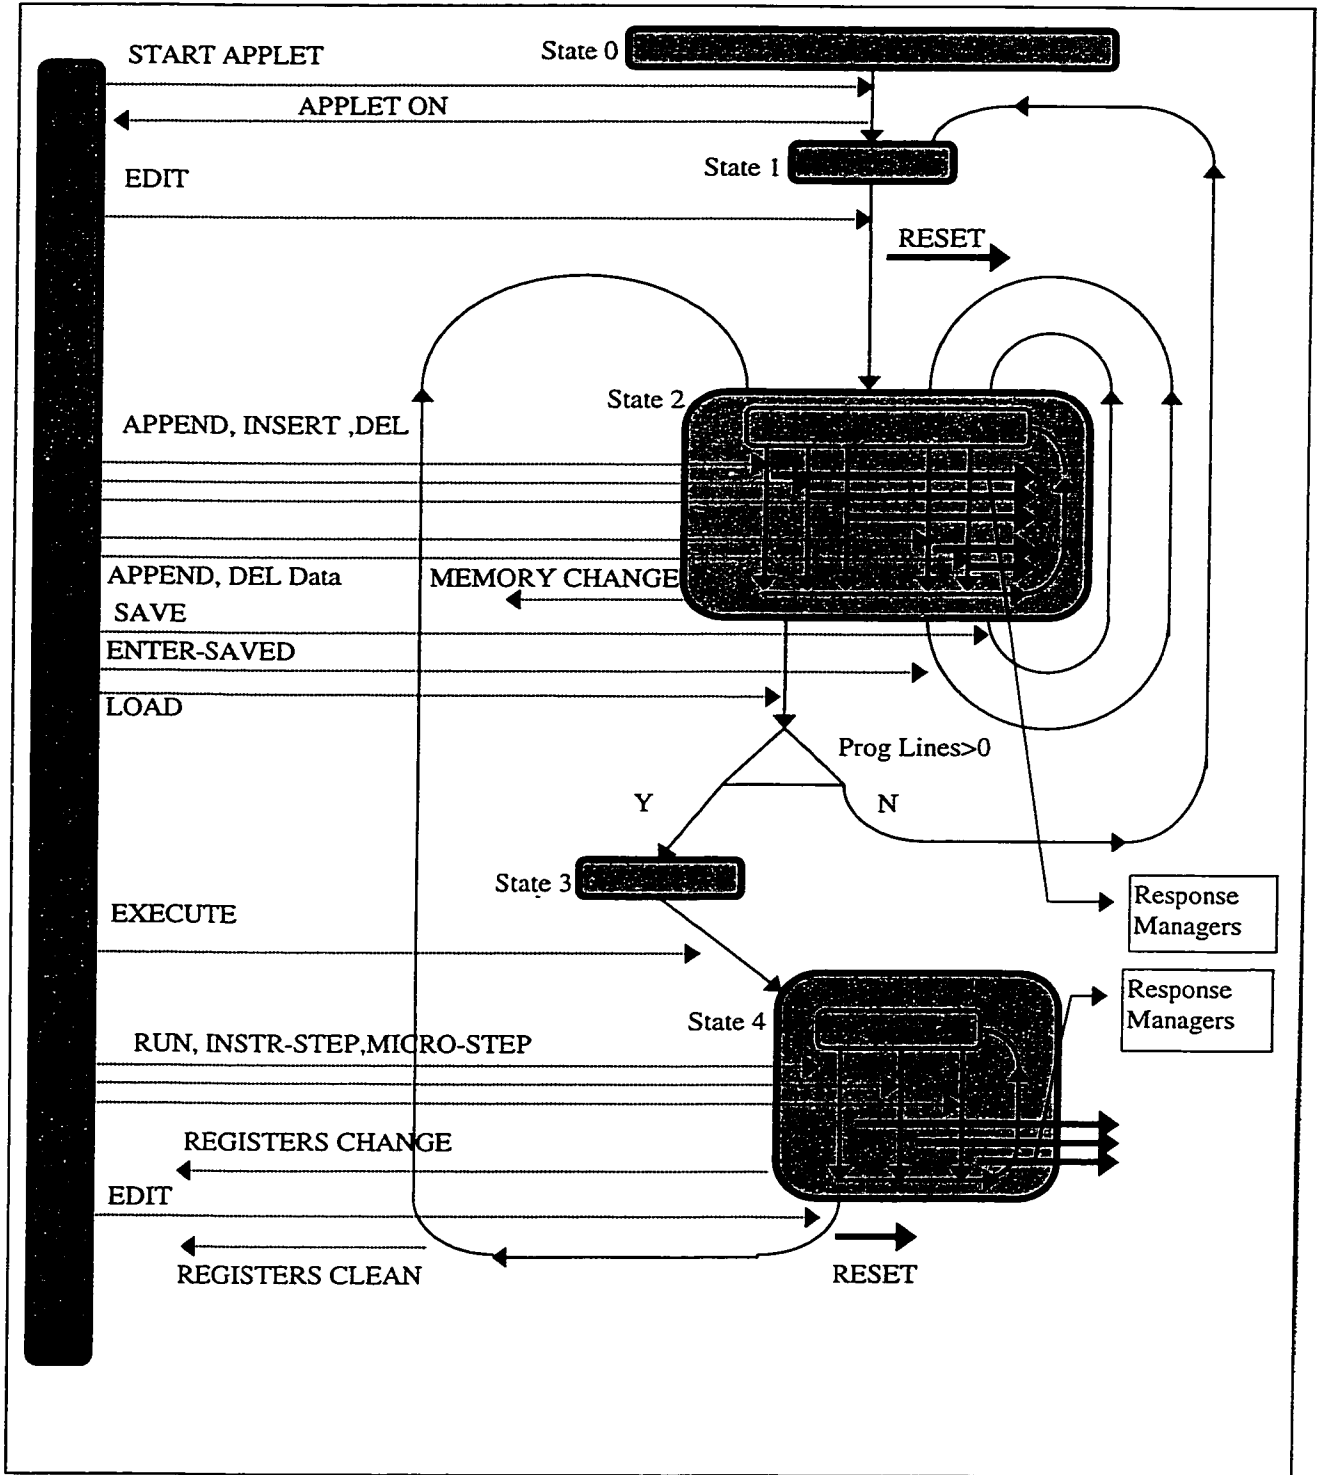 State 0
START APPLET
APPLET ON
State 1
EDIT
RESET
State 2
APPEND, INSERT ,DEL
APPEND, DEL Data
MEMORY CHANGE
SAVE
ENTER-SAVED
LOAD
Prog Lines>0
Y
N
State 3
EXECUTE
Response
Managers
Response
Managers
State 4
RUN, INSTR-STEP,MICRO-STEP
REGISTERS CHANGE
EDIT
REGISTERS CLEAN
RESET